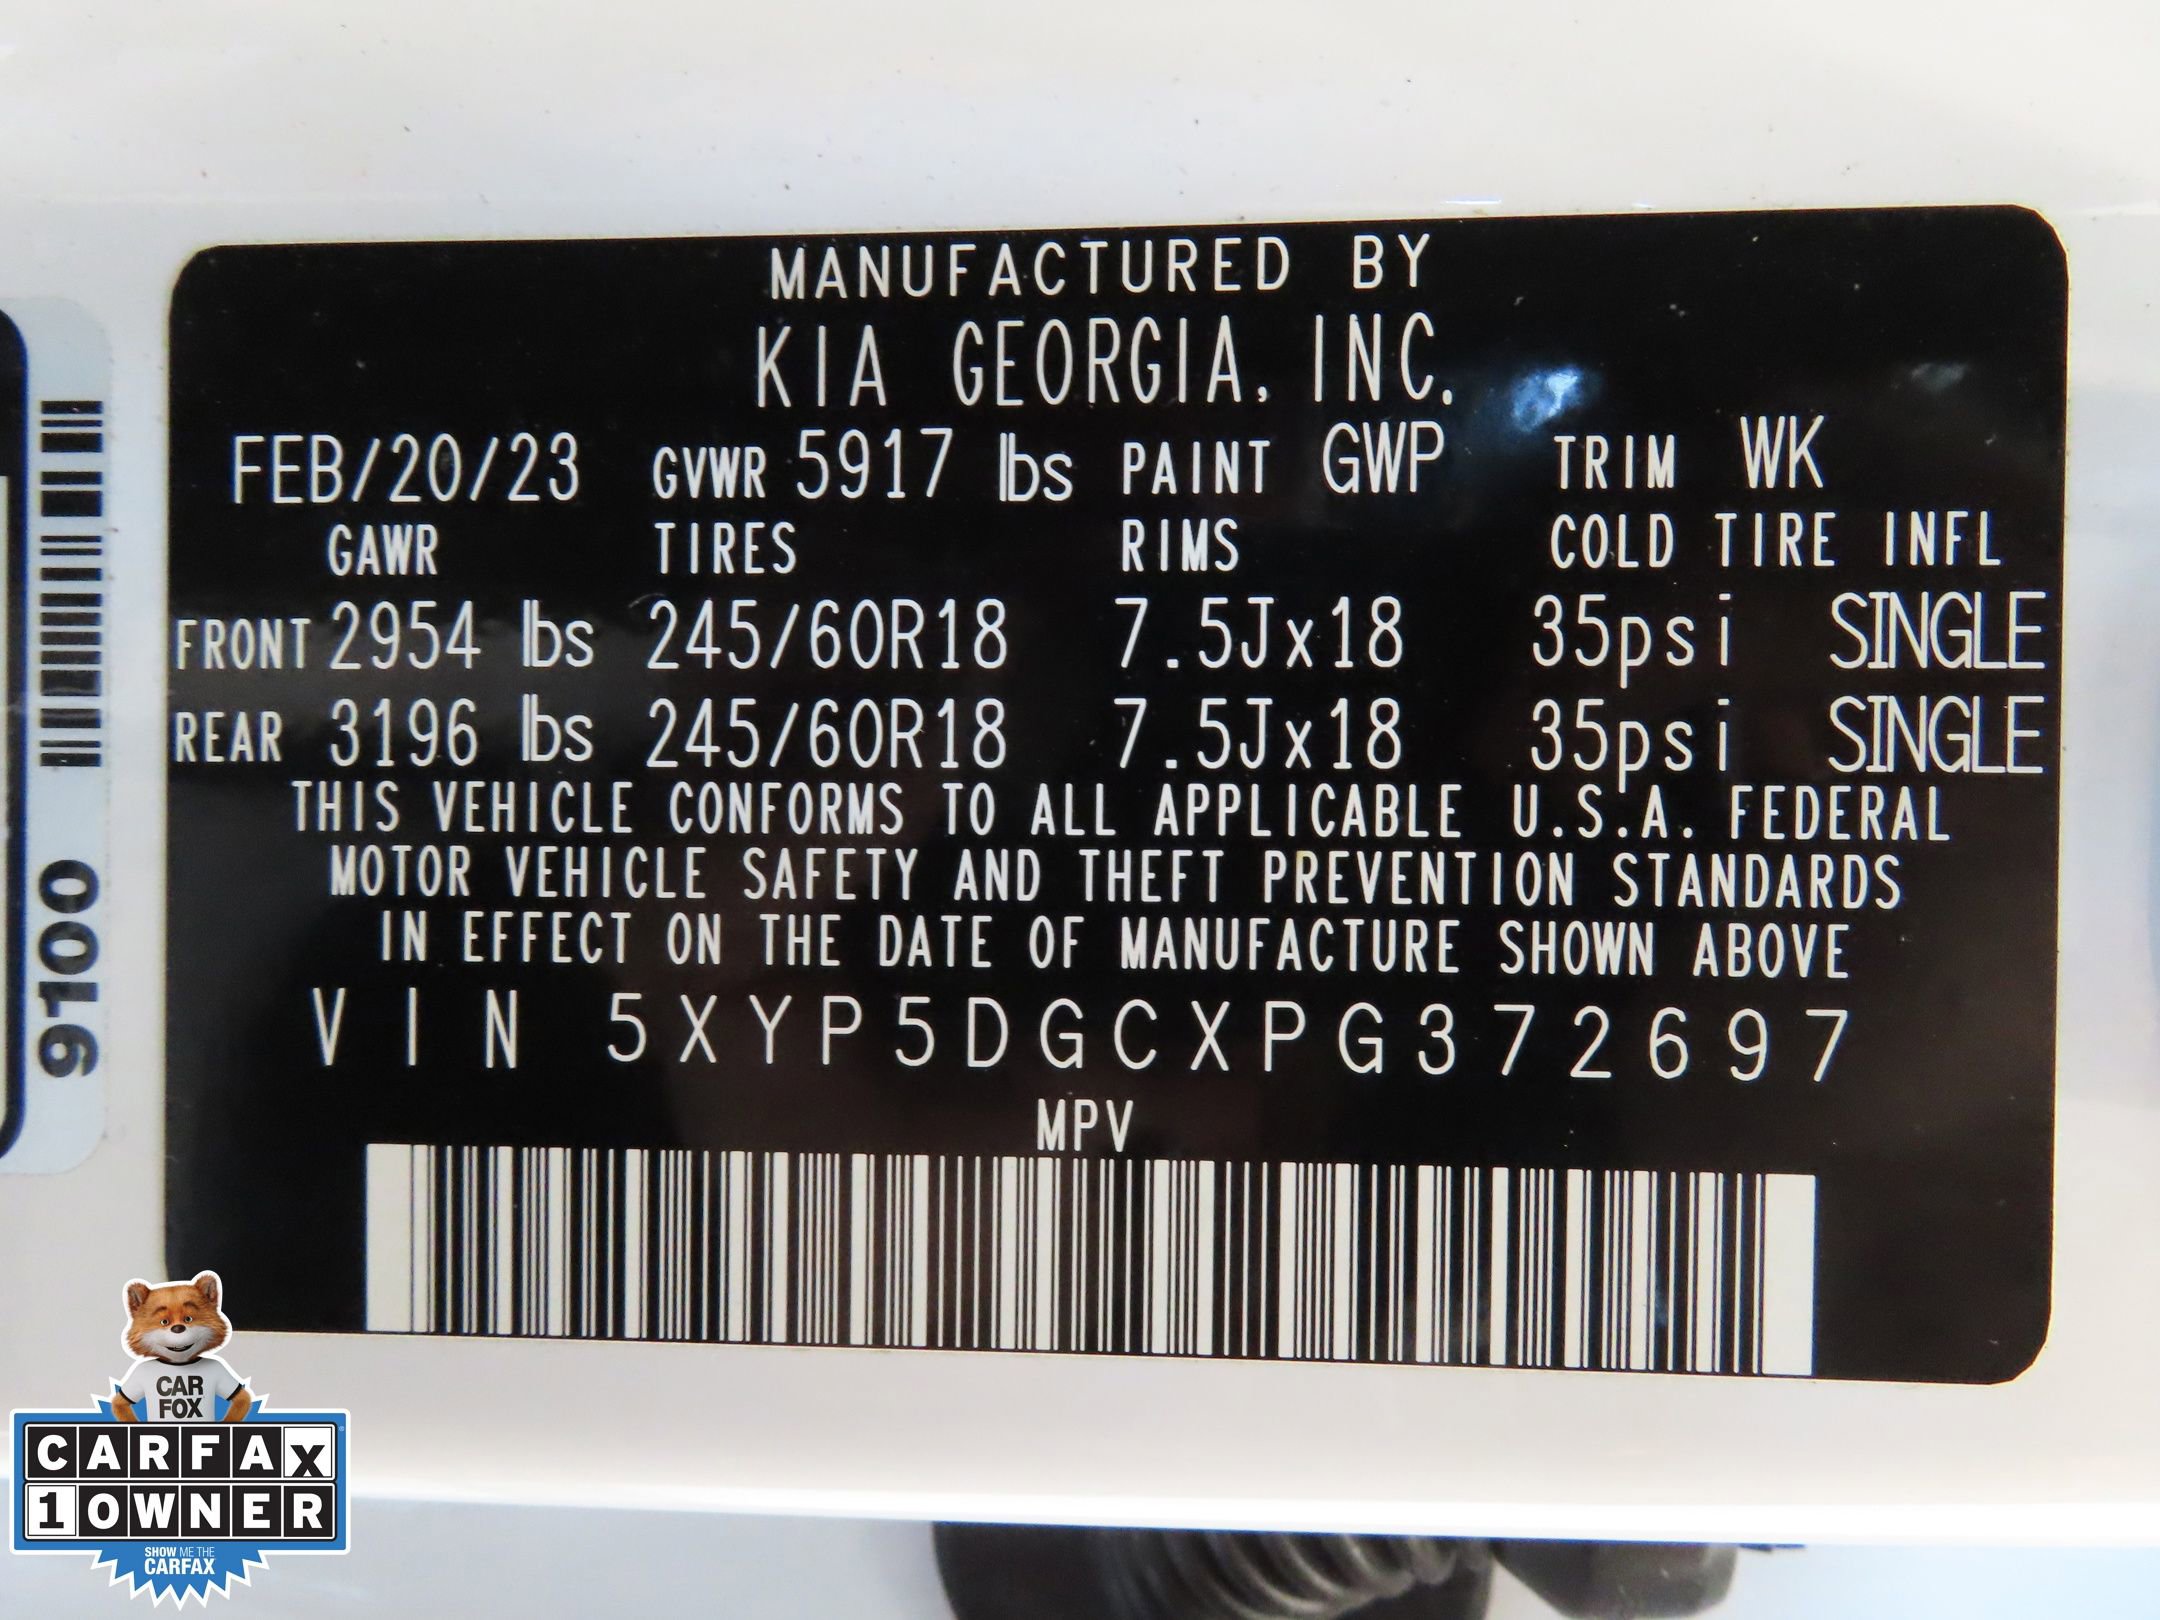 MANUFACTURED BY
KIA GEORGIA, INC.
FEB/20/23 GVWR 5917 lbs PAINT GWP TRIM WK
GAWR TIRES RIMS COLD TIRE INFL
FRONT 2954 lbs 245/60R18 7.5Jx18 35psi SINGLE
REAR 3196 lbs 245/60R18 7.5Jx18 35psi SINGLE
THIS VEHICLE CONFORMS TO ALL APPLICABLE U.S.A. FEDERAL
MOTOR VEHICLE SAFETY AND THEFT PREVENTION STANDARDS
IN EFFECT ON THE DATE OF MANUFACTURE SHOWN ABOVE
VIN 5XYP5DGCXPG372697
MPV
9100
CAR
FOX
CARFAX
1 OWNER
SHOW ME THE
CARFAX